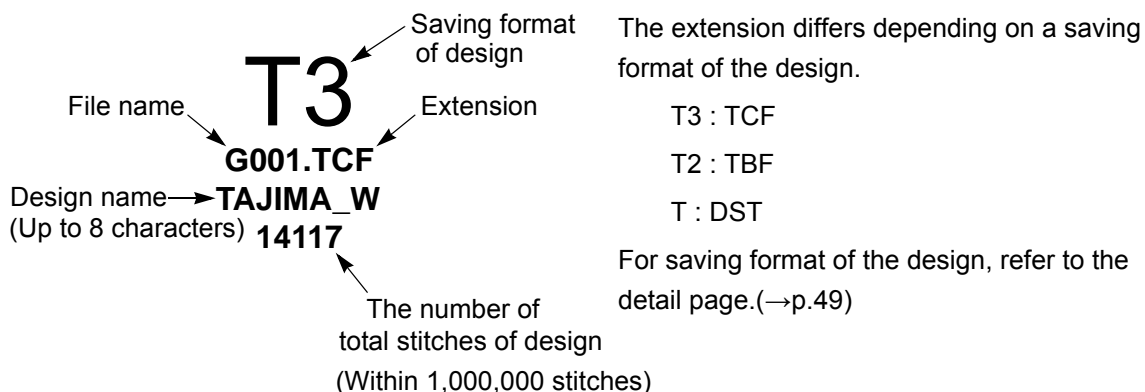 Saving format
of design
T3
File name
Extension
G001.TCF
Design name
TAJIMA_W
(Up to 8 characters)
14117
The number of
total stitches of design
(Within 1,000,000 stitches)
The extension differs depending on a saving
format of the design.
T3 : TCF
T2 : TBF
T : DST
For saving format of the design, refer to the
detail page.(→p.49)